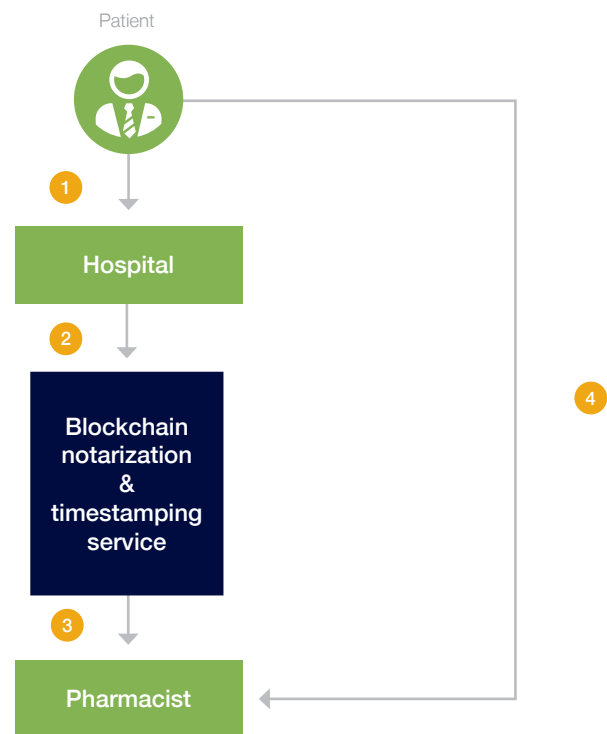 Patient
1
Hospital
2
Blockchain
notarization
&
timestamping
service
4
3
Pharmacist